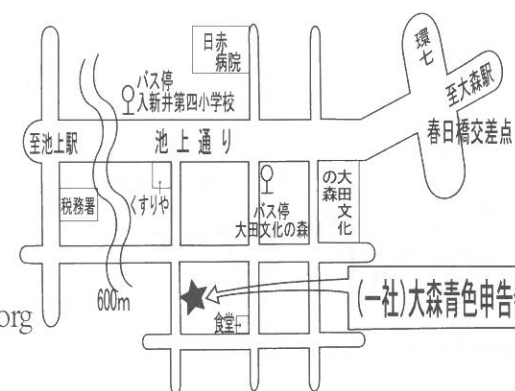 日赤
病院
環七
バス停
入新井第四小学校
至大森駅
至池上駅
池上通り
春日橋交差点
税務署
くすりや
バス停
大田文化の森
大田文化
の森
600m
(一社)大森青色申告
食堂
org